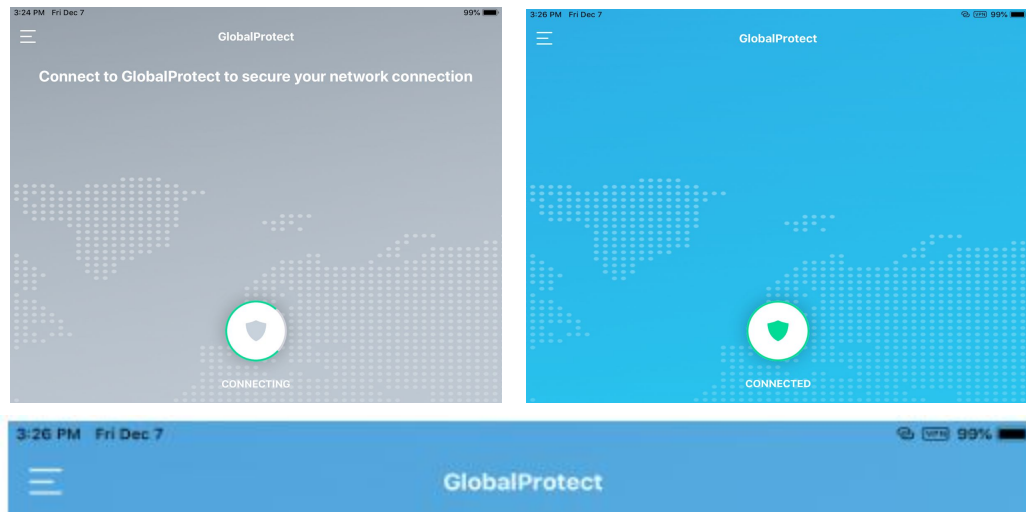 3:24 PM Fri Dec 7 99%
GlobalProtect
Connect to GlobalProtect to secure your network connection
CONNECTING
3:26 PM Fri Dec 7 VPN 99%
GlobalProtect
CONNECTED
3:26 PM Fri Dec 7 VPN 99%
GlobalProtect